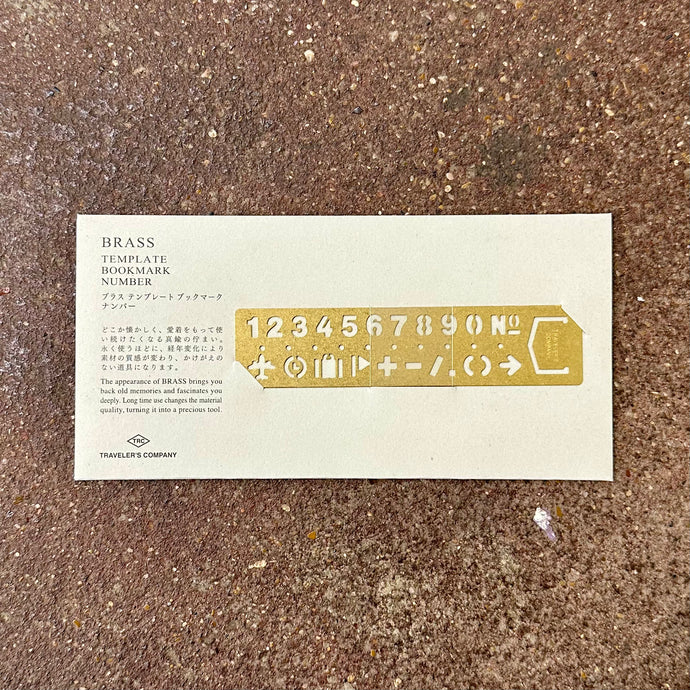 BRASS
TEMPLATE
BOOKMARK
NUMBER
ブラス テンプレート ブックマーク
ナンバー
どこか懐かしく、愛着をもって使
い続けたくなる真鍮の佇まい。
永く使うほどに、経年変化により
素材の質感が変わり、かけがえの
ない道具になります。
The appearance of BRASS brings you
back old memories and fascinates you
deeply. Long time use changes the material
quality, turning it into a precious tool.
TRC
TRAVELER'S COMPANY
1234567890 No
+ - / . ( ) →